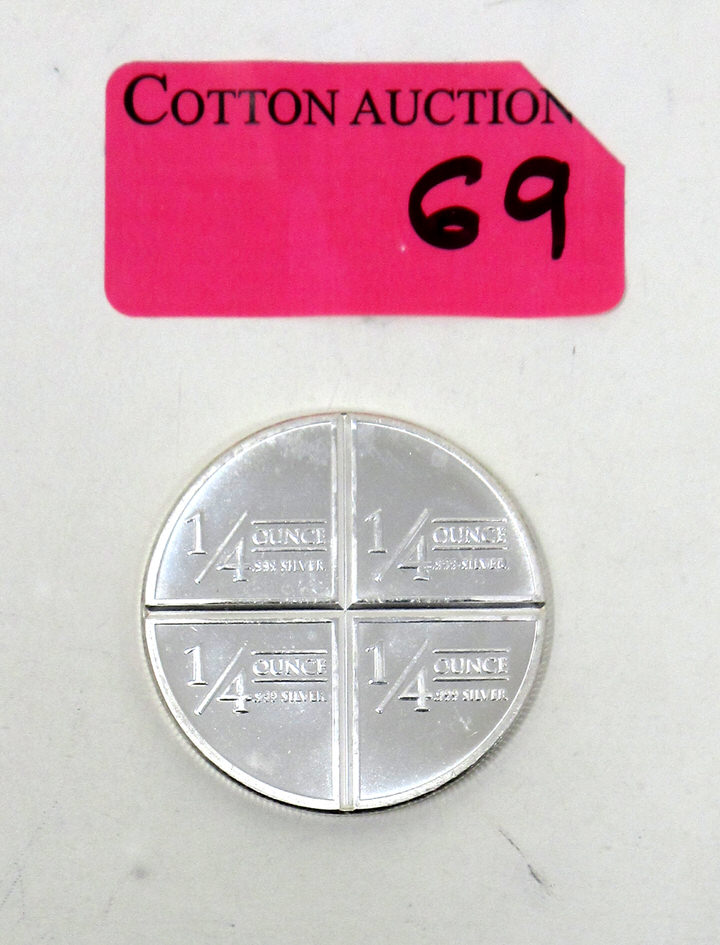 COTTON AUCTION
69
1/4 OUNCE
.999 SILVER
1/4 OUNCE
.999 SILVER
1/4 OUNCE
.999 SILVER
1/4 OUNCE
.999 SILVER